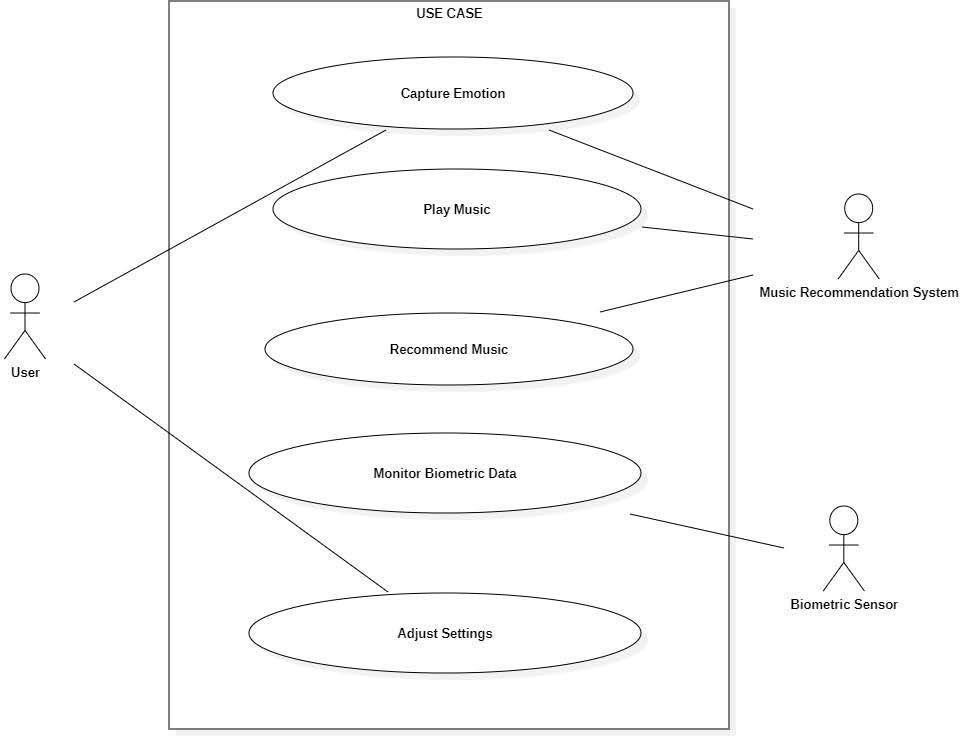 USE CASE
Capture Emotion
Play Music
Music Recommendation System
Recommend Music
User
Monitor Biometric Data
Biometric Sensor
Adjust Settings